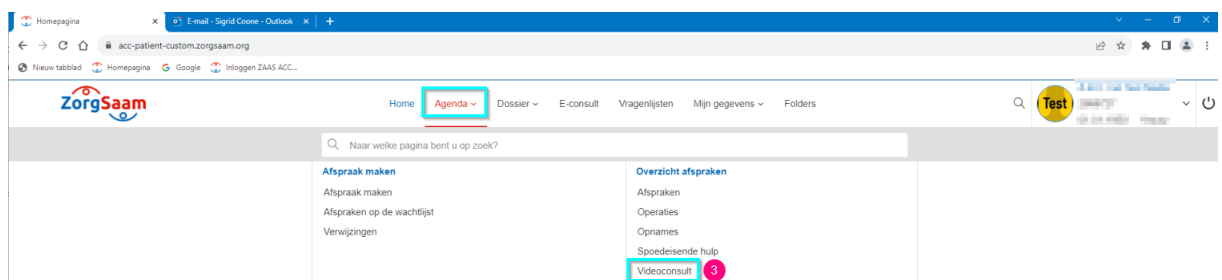 Homepagina
E-mail - Sigrid Coone - Outlook
acc-patient-custom.zorgsaam.org
Nieuw tabblad Homepagina Google Inloggen ZAAS ACC...
ZorgSaam
Home Agenda Dossier E-consult Vragenlijsten Mijn gegevens Folders
Test
Naar welke pagina bent u op zoek?
Afspraak maken
Afspraak maken
Afspraken op de wachtlijst
Verwijzingen
Overzicht afspraken
Afspraken
Operaties
Opnames
Spoedeisende hulp
Videoconsult 3